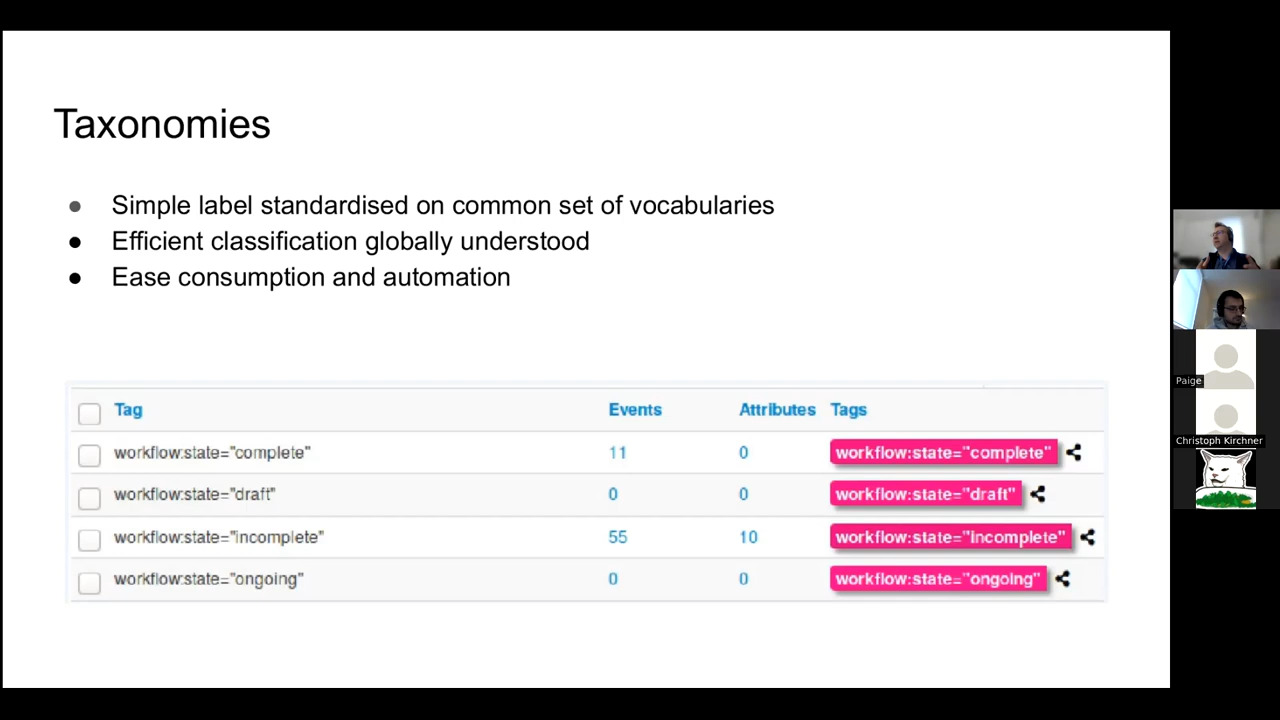 Taxonomies
● Simple label standardised on common set of vocabularies
● Efficient classification globally understood
● Ease consumption and automation
Tag Events Attributes Tags
workflow:state="complete" 11 0 workflow:state="complete"
workflow:state="draft" 0 0 workflow:state="draft"
workflow:state="incomplete" 55 10 workflow:state="incomplete"
workflow:state="ongoing" 0 0 workflow:state="ongoing"
Paige
Christoph Kirchner